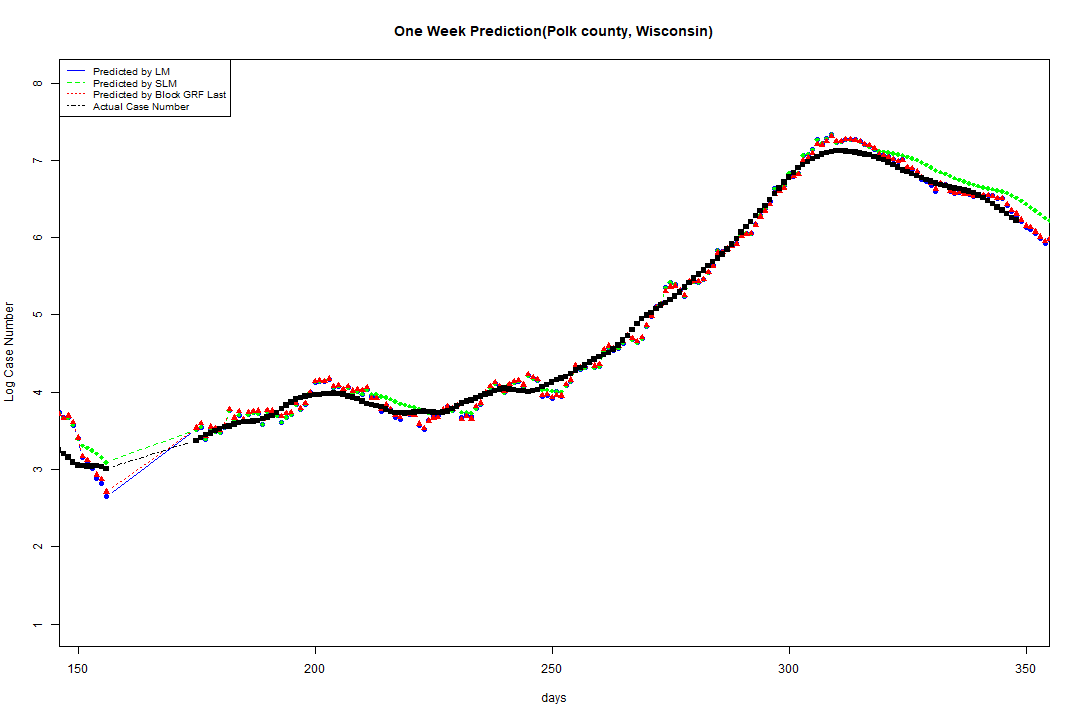 One Week Prediction(Polk county, Wisconsin)
Predicted by LM
Predicted by SLM
Predicted by Block GRF Last
Actual Case Number
8
7
6
5
4
3
2
1
Log Case Number
150 200 250 300 350
days